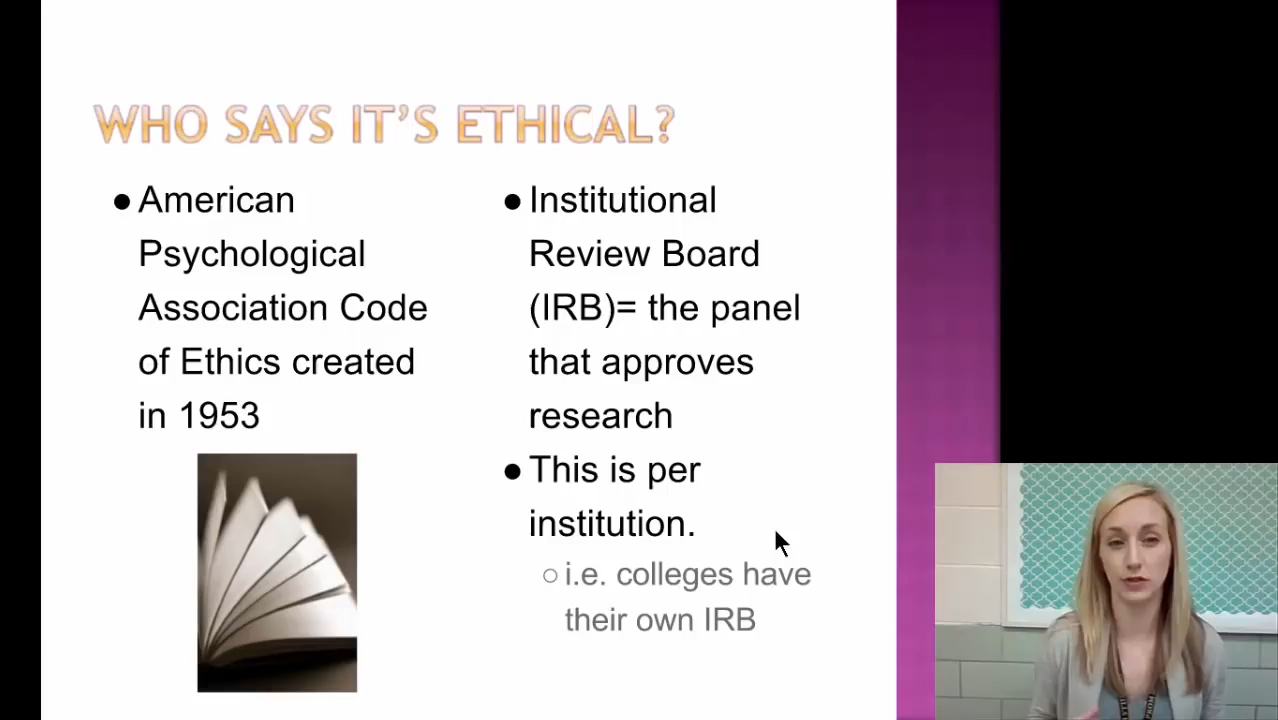 WHO SAYS IT'S ETHICAL?
● American
Psychological
Association Code
of Ethics created
in 1953
● Institutional
Review Board
(IRB)= the panel
that approves
research
● This is per
institution.
○ i.e. colleges have
their own IRB